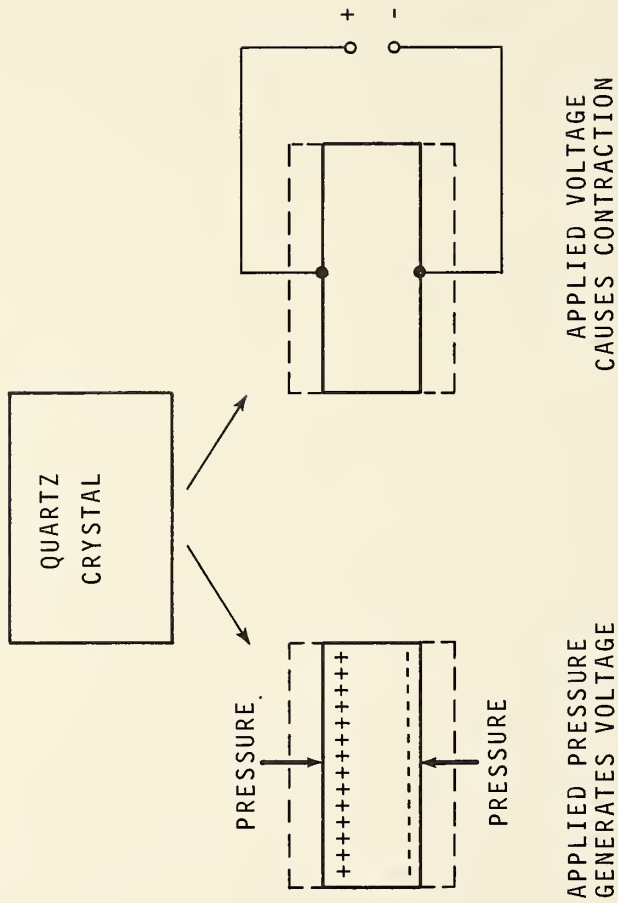 QUARTZ
CRYSTAL
PRESSURE.
+++++++++++++++
---------------
PRESSURE
APPLIED PRESSURE
GENERATES VOLTAGE
+
-
APPLIED VOLTAGE
CAUSES CONTRACTION